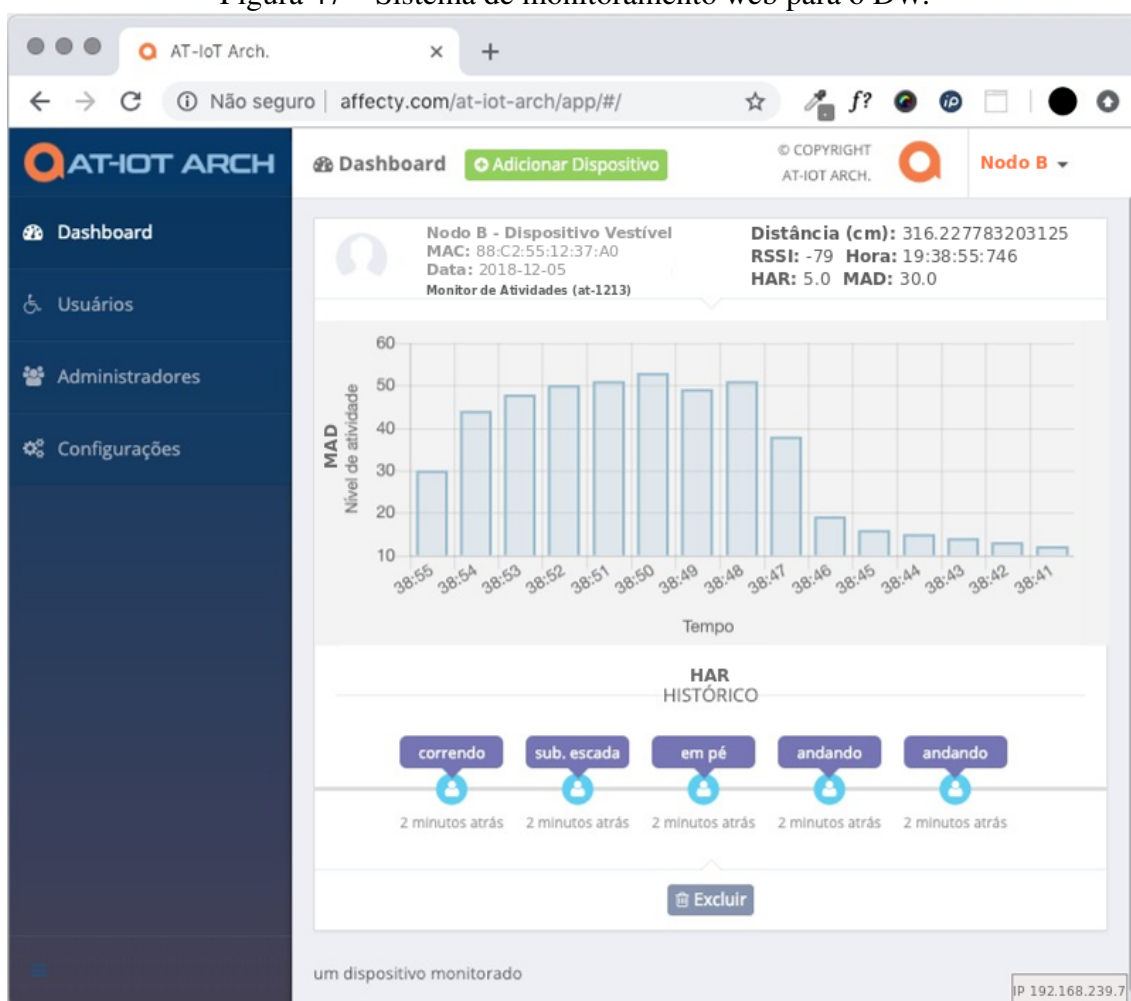 Figura 47 – Sistema de monitoramento web para o DW.
AT-IoT Arch.
Não seguro
affecty.com/at-iot-arch/app/#/
f?
ip
AT-IOT ARCH
Dashboard
Adicionar Dispositivo
© COPYRIGHT
AT-IOT ARCH.
Nodo B
Dashboard
Usuários
Administradores
Configurações
Nodo B - Dispositivo Vestível
MAC: 88:C2:55:12:37:A0
Data: 2018-12-05
Monitor de Atividades (at-1213)
Distância (cm): 316.227783203125
RSSI: -79 Hora: 19:38:55:746
HAR: 5.0 MAD: 30.0
MAD
Nível de atividade
60
50
40
30
20
10
38:55 38:54 38:53 38:52 38:51 38:50 38:49 38:48 38:47 38:46 38:45 38:44 38:43 38:42 38:41
Tempo
HAR
HISTÓRICO
correndo sub. escada em pé andando andando
2 minutos atrás 2 minutos atrás 2 minutos atrás 2 minutos atrás 2 minutos atrás
Excluir
um dispositivo monitorado
IP 192.168.239.7